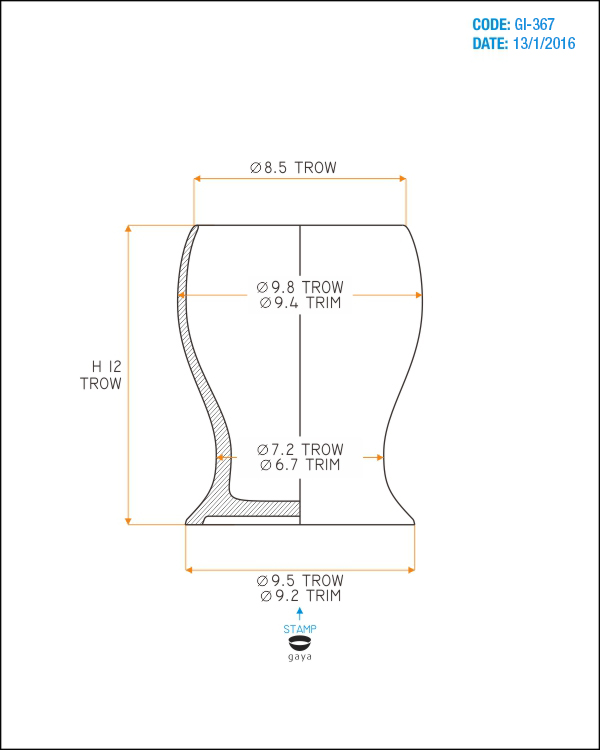 CODE: GI-367
DATE: 13/1/2016
Ø8.5 TROW
Ø9.8 TROW
Ø9.4 TRIM
H 12
TROW
Ø7.2 TROW
Ø6.7 TRIM
Ø9.5 TROW
Ø9.2 TRIM
STAMP
gaya